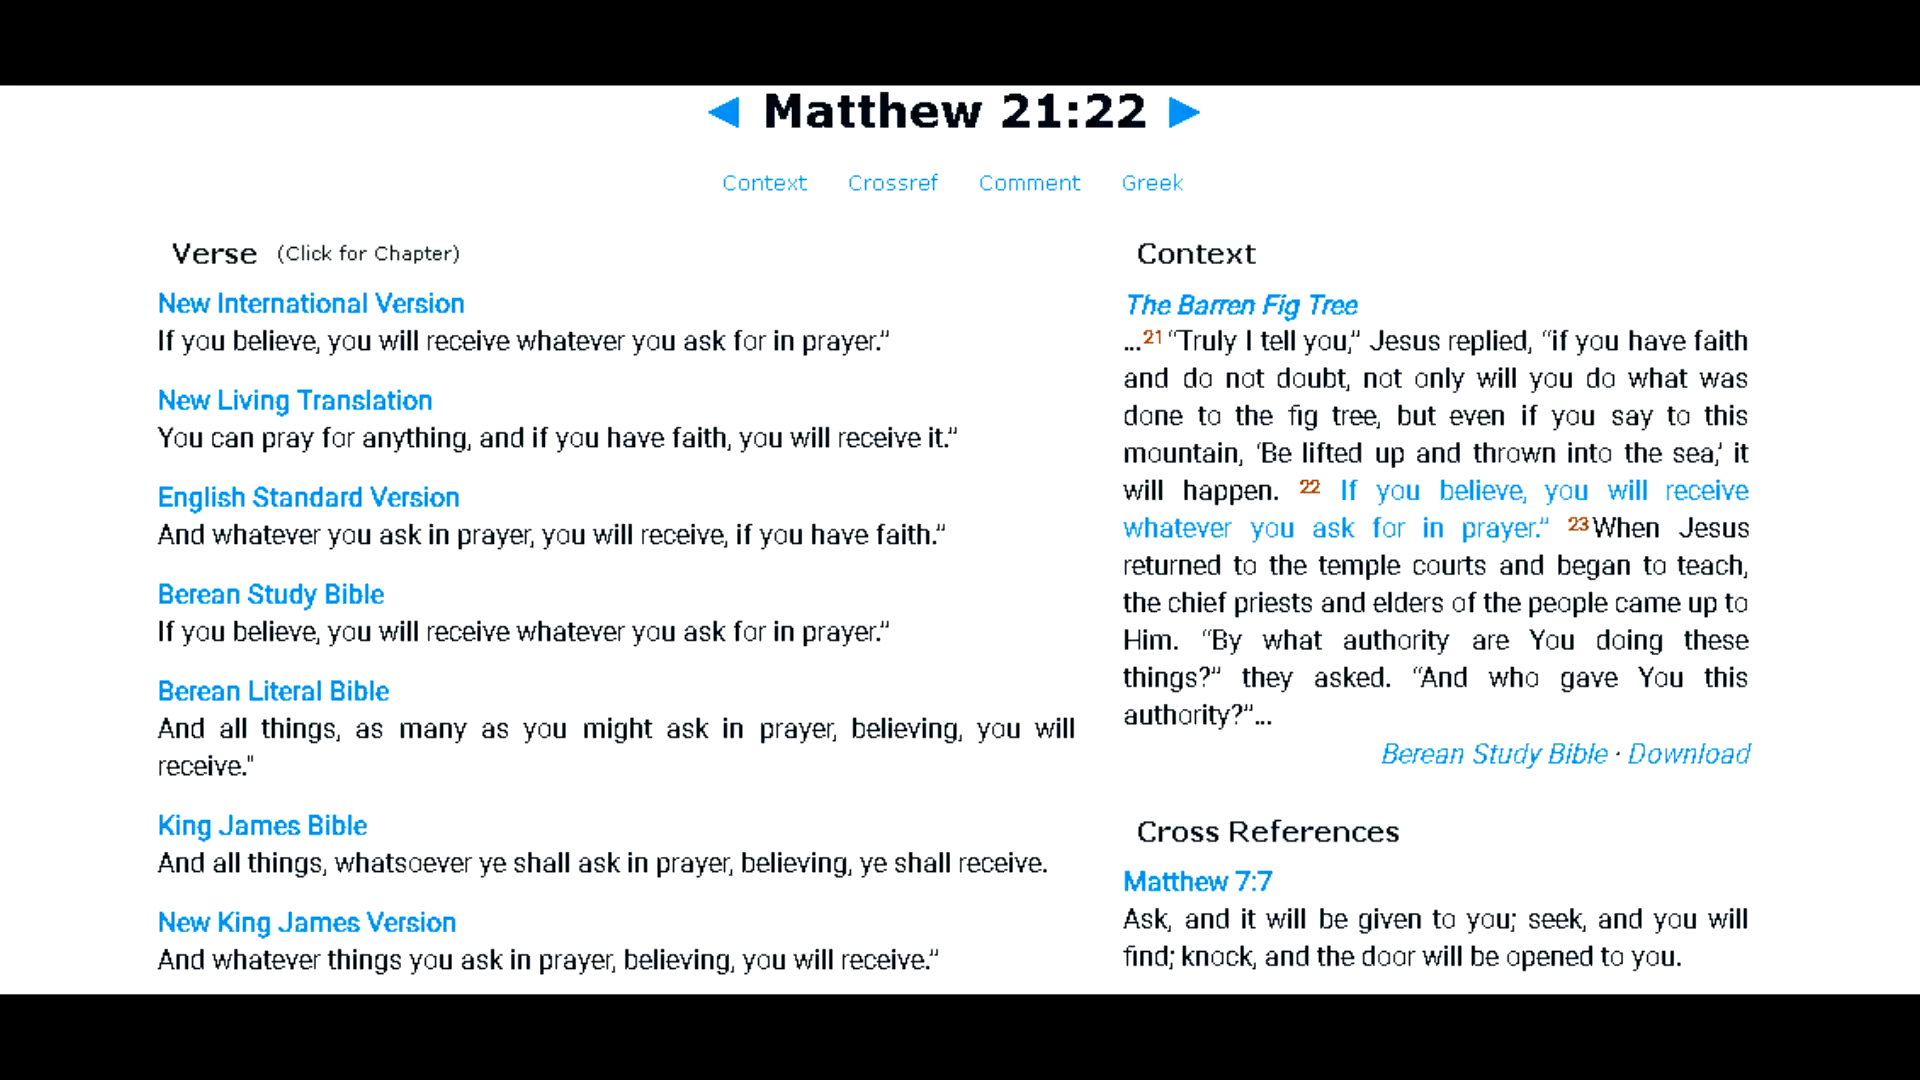 ◀ Matthew 21:22 ▶
Context Crossref Comment Greek
Verse (Click for Chapter)
New International Version
If you believe, you will receive whatever you ask for in prayer.”
New Living Translation
You can pray for anything, and if you have faith, you will receive it.”
English Standard Version
And whatever you ask in prayer, you will receive, if you have faith.”
Berean Study Bible
If you believe, you will receive whatever you ask for in prayer.”
Berean Literal Bible
And all things, as many as you might ask in prayer, believing, you will
receive."
King James Bible
And all things, whatsoever ye shall ask in prayer, believing, ye shall receive.
New King James Version
And whatever things you ask in prayer, believing, you will receive.”
Context
The Barren Fig Tree
…21 “Truly I tell you,” Jesus replied, “if you have faith
and do not doubt, not only will you do what was
done to the fig tree, but even if you say to this
mountain, ‘Be lifted up and thrown into the sea,’ it
will happen. 22 If you believe, you will receive
whatever you ask for in prayer.” 23 When Jesus
returned to the temple courts and began to teach,
the chief priests and elders of the people came up to
Him. “By what authority are You doing these
things?” they asked. “And who gave You this
authority?”…
Berean Study Bible · Download
Cross References
Matthew 7:7
Ask, and it will be given to you; seek, and you will
find; knock, and the door will be opened to you.